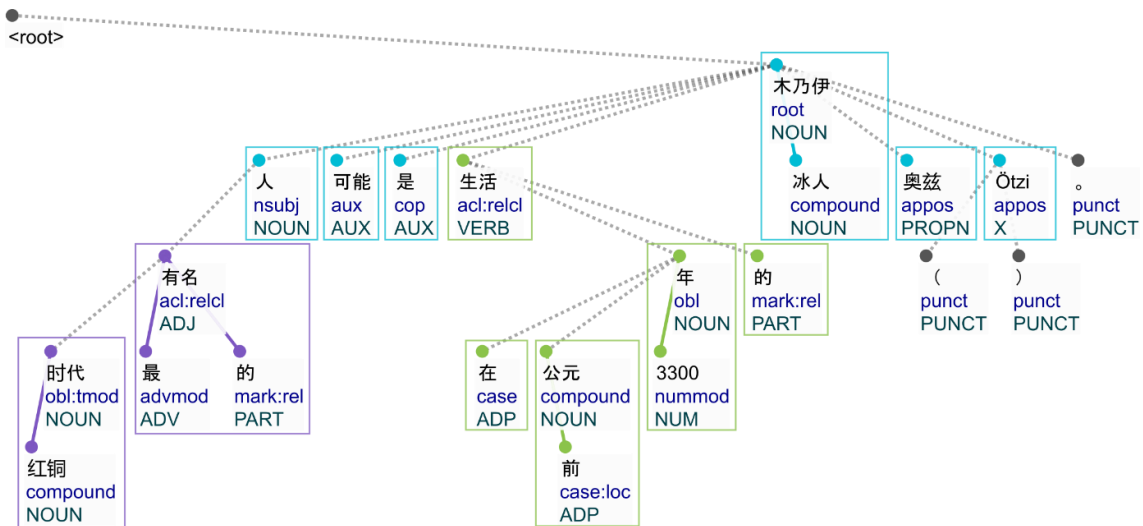 <root>
木乃伊
root
NOUN
人 可能 是 生活 冰人 奥兹 Ötzi 。
nsubj aux cop acl:relcl compound appos appos punct
NOUN AUX AUX VERB NOUN PROPN X PUNCT
有名 年 的 （ ）
acl:relcl obl mark:rel punct punct
ADJ NOUN PART PUNCT PUNCT
时代 最 的 在 公元 3300
obl:tmod advmod mark:rel case compound nummod
NOUN ADV PART ADP NOUN NUM
红铜 前
compound case:loc
NOUN ADP